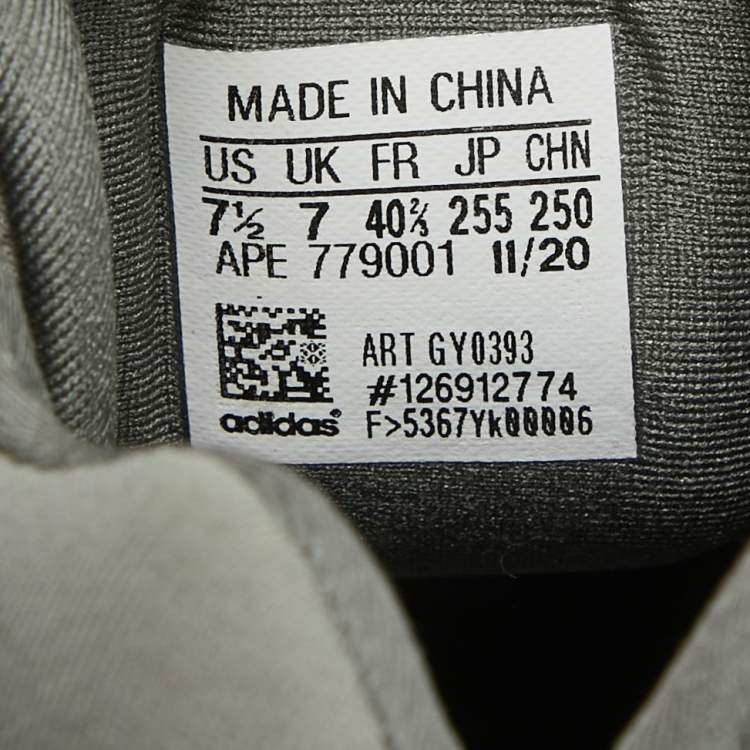 MADE IN CHINA
US UK FR JP CHN
7½ 7 40⅔ 255 250
APE 779001 11/20
ART GY0393
#126912774
adidas® F>5367Yk00006